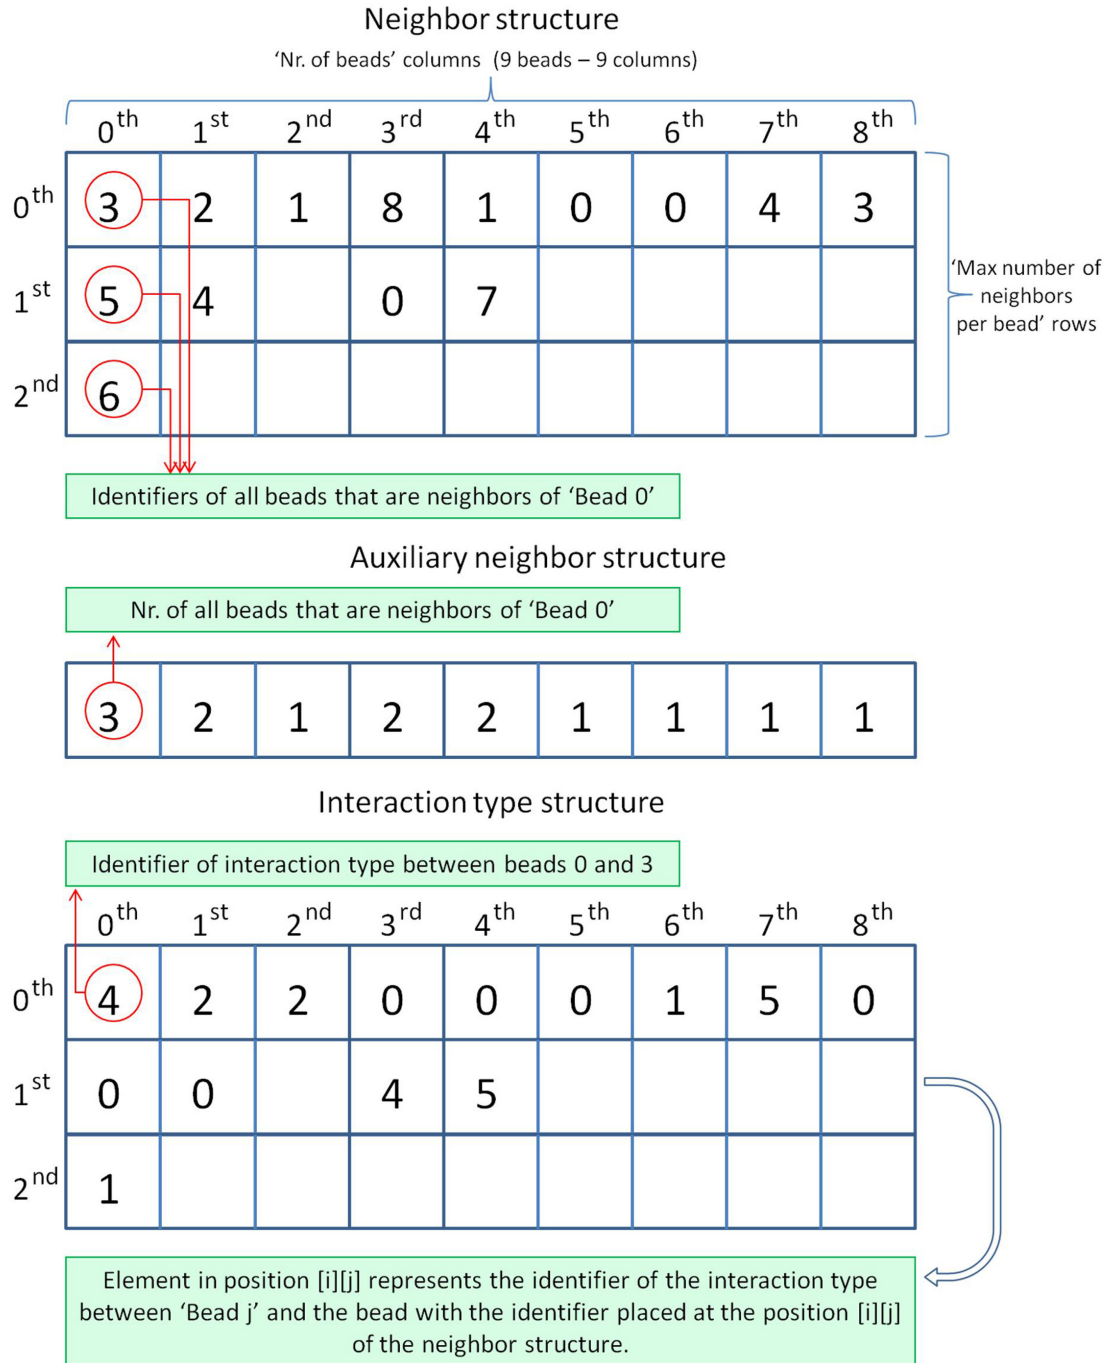 Neighbor structure
‘Nr. of beads’ columns (9 beads – 9 columns)
0th 1st 2nd 3rd 4th 5th 6th 7th 8th
0th 3 2 1 8 1 0 0 4 3
1st 5 4 0 7
2nd 6
‘Max number of
neighbors
per bead’ rows
Identifiers of all beads that are neighbors of ‘Bead 0’
Auxiliary neighbor structure
Nr. of all beads that are neighbors of ‘Bead 0’
3 2 1 2 2 1 1 1 1
Interaction type structure
Identifier of interaction type between beads 0 and 3
0th 1st 2nd 3rd 4th 5th 6th 7th 8th
0th 4 2 2 0 0 0 1 5 0
1st 0 0 4 5
2nd 1
Element in position [i][j] represents the identifier of the interaction type
between ‘Bead j’ and the bead with the identifier placed at the position [i][j]
of the neighbor structure.